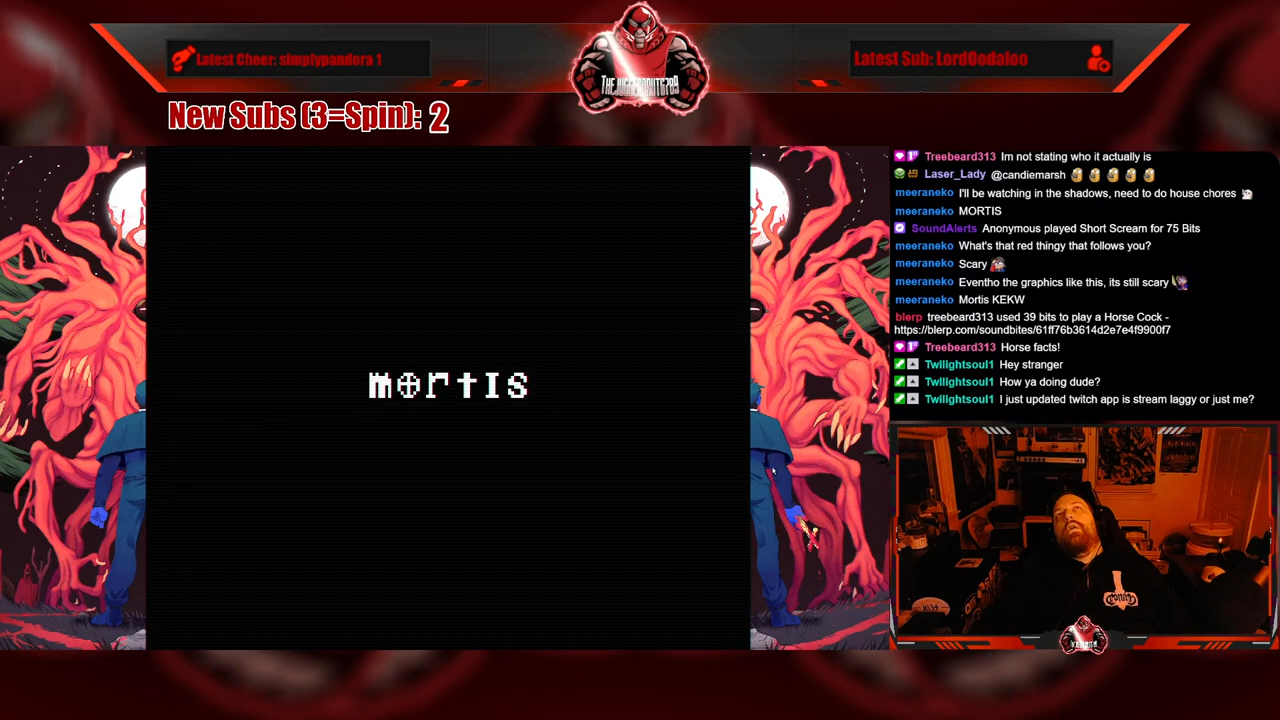 Latest Cheer: simplypandora 1
THEJUGGERNAUT6789
Latest Sub: LordOodaloo
New Subs (3=Spin): 2
mortis
Treebeard313 Im not stating who it actually is
Laser_Lady @candiemarsh
meeraneko I'll be watching in the shadows, need to do house chores
meeraneko MORTIS
SoundAlerts Anonymous played Short Scream for 75 Bits
meeraneko What's that red thingy that follows you?
meeraneko Scary
meeraneko Eventho the graphics like this, its still scary
meeraneko Mortis KEKW
blerp treebeard313 used 39 bits to play a Horse Cock -
https://blerp.com/soundbites/61ff76b3614d2e7e4f9900f7
Treebeard313 Horse facts!
Twilightsoul1 Hey stranger
Twilightsoul1 How ya doing dude?
Twilightsoul1 I just updated twitch app is stream laggy or just me?